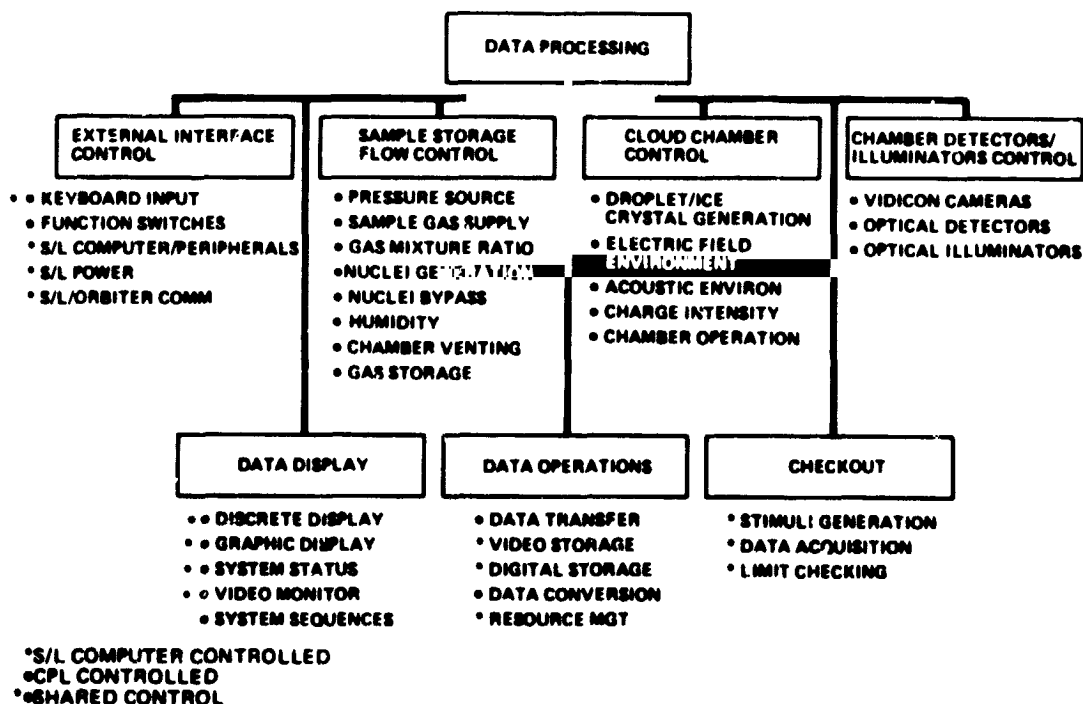 DATA PROCESSING
EXTERNAL INTERFACE
CONTROL
• • KEYBOARD INPUT
• FUNCTION SWITCHES
* S/L COMPUTER/PERIPHERALS
* S/L POWER
* S/L/ORBITER COMM
SAMPLE STORAGE
FLOW CONTROL
• PRESSURE SOURCE
• SAMPLE GAS SUPPLY
• GAS MIXTURE RATIO
• NUCLEI GENERATION
• NUCLEI BYPASS
• HUMIDITY
• CHAMBER VENTING
• GAS STORAGE
CLOUD CHAMBER
CONTROL
• DROPLET/ICE
CRYSTAL GENERATION
• ELECTRIC FIELD
ENVIRONMENT
• ACOUSTIC ENVIRON
• CHARGE INTENSITY
• CHAMBER OPERATION
CHAMBER DETECTORS/
ILLUMINATORS CONTROL
• VIDICON CAMERAS
• OPTICAL DETECTORS
• OPTICAL ILLUMINATORS
DATA DISPLAY
• • DISCRETE DISPLAY
• • GRAPHIC DISPLAY
• • SYSTEM STATUS
• • VIDEO MONITOR
• SYSTEM SEQUENCES
DATA OPERATIONS
• DATA TRANSFER
* VIDEO STORAGE
* DIGITAL STORAGE
• DATA CONVERSION
* RESOURCE MGT
CHECKOUT
* STIMULI GENERATION
* DATA ACQUISITION
* LIMIT CHECKING
*S/L COMPUTER CONTROLLED
•CPL CONTROLLED
*•SHARED CONTROL